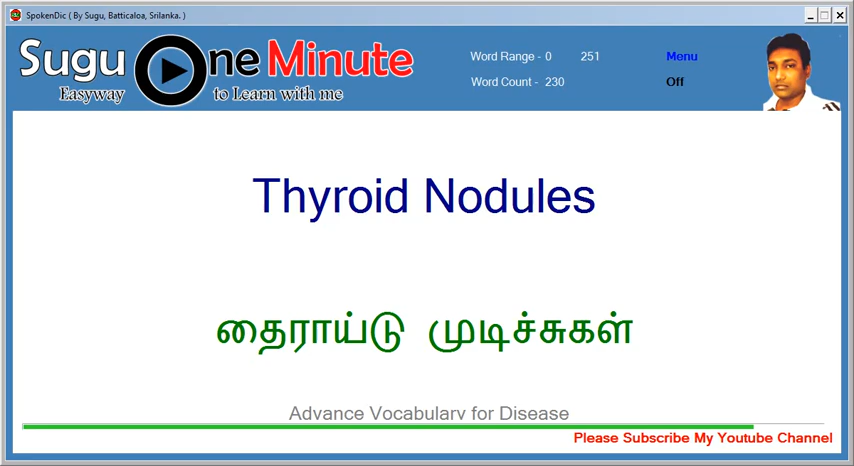 SpokenDic ( By Sugu, Batticaloa, Srilanka. )
Sugu One Minute
Easyway to Learn with me
Word Range - 0 251
Word Count - 230
Menu
Off
Thyroid Nodules
தைராய்டு முடிச்சுகள்
Advance Vocabulary for Disease
Please Subscribe My Youtube Channel